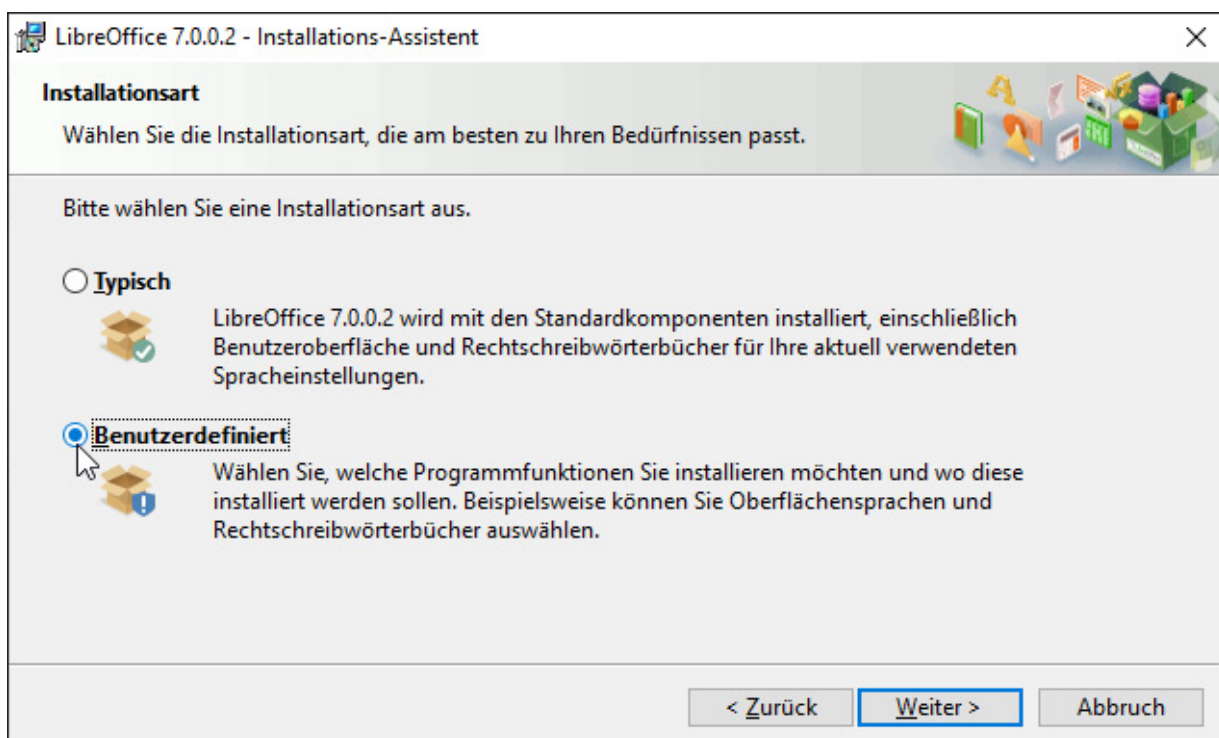 LibreOffice 7.0.0.2 - Installations-Assistent
Installationsart
Wählen Sie die Installationsart, die am besten zu Ihren Bedürfnissen passt.
Bitte wählen Sie eine Installationsart aus.
Typisch
LibreOffice 7.0.0.2 wird mit den Standardkomponenten installiert, einschließlich
Benutzeroberfläche und Rechtschreibwörterbücher für Ihre aktuell verwendeten
Spracheinstellungen.
Benutzerdefiniert
Wählen Sie, welche Programmfunktionen Sie installieren möchten und wo diese
installiert werden sollen. Beispielsweise können Sie Oberflächensprachen und
Rechtschreibwörterbücher auswählen.
< Zurück Weiter > Abbruch